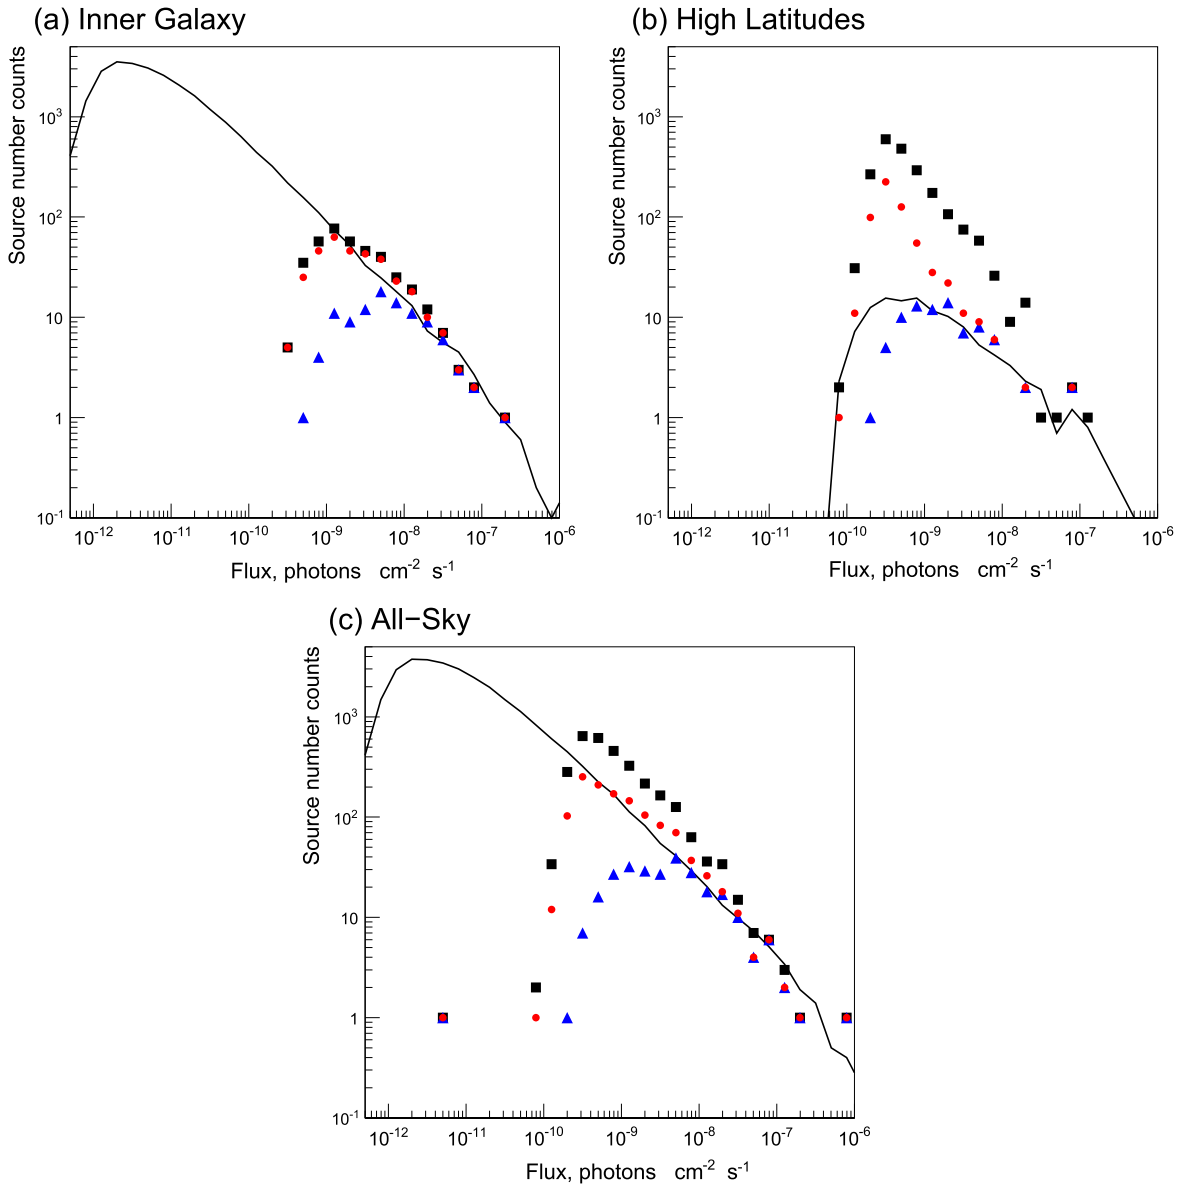 (a) Inner Galaxy
Source number counts
10³
10²
10
1
10⁻¹
10⁻¹² 10⁻¹¹ 10⁻¹⁰ 10⁻⁹ 10⁻⁸ 10⁻⁷ 10⁻⁶
Flux, photons cm⁻² s⁻¹
(b) High Latitudes
Source number counts
10³
10²
10
1
10⁻¹
10⁻¹² 10⁻¹¹ 10⁻¹⁰ 10⁻⁹ 10⁻⁸ 10⁻⁷ 10⁻⁶
Flux, photons cm⁻² s⁻¹
(c) All−Sky
Source number counts
10³
10²
10
1
10⁻¹
10⁻¹² 10⁻¹¹ 10⁻¹⁰ 10⁻⁹ 10⁻⁸ 10⁻⁷ 10⁻⁶
Flux, photons cm⁻² s⁻¹